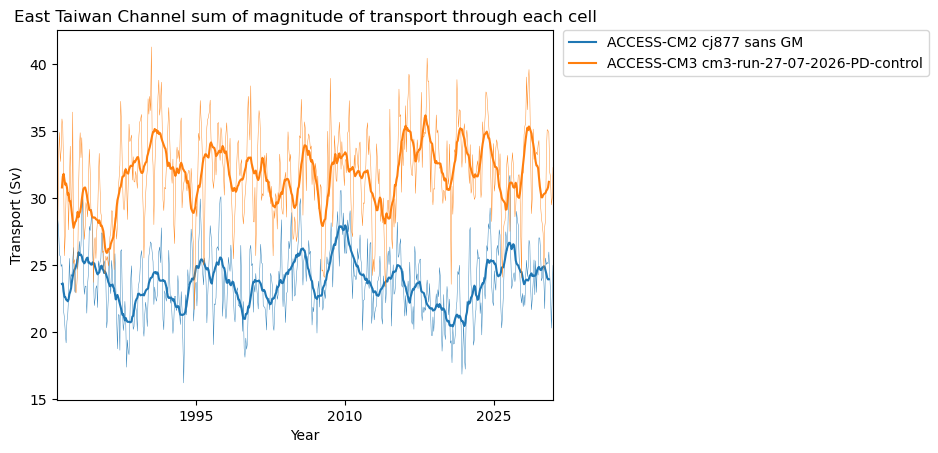 East Taiwan Channel sum of magnitude of transport through each cell
ACCESS-CM2 cj877 sans GM
ACCESS-CM3 cm3-run-27-07-2026-PD-control
Transport (Sv)
40
35
30
25
20
15
1995
2010
2025
Year